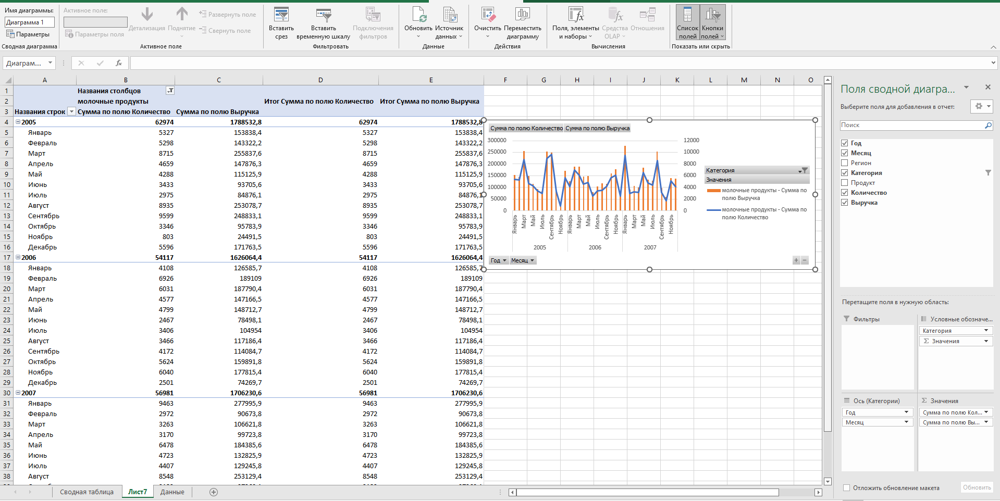 Имя диаграммы:
Диаграмма 1
Параметры
Сводная диаграмма
Активное поле:
Параметры поля
Детализация
Поднятие
Развернуть поле
Свернуть поле
Активное поле
Вставить срез
Вставить временную шкалу
Подключения фильтров
Фильтровать
Обновить
Источник данных
Данные
Очистить
Переместить диаграмму
Действия
Поля, элементы и наборы
Средства OLAP
Отношения
Вычисления
Список полей
Кнопки полей
Показать или скрыть
Диаграм...
fx
A B C D E F G H I J K L M N O
1 Названия столбцов
2 молочные продукты Итог Сумма по полю Количество Итог Сумма по полю Выручка
3 Названия строк Сумма по полю Количество Сумма по полю Выручка
4 2005 62974 1788532,8 62974 1788532,8
5 Январь 5327 153838,4 5327 153838,4
6 Февраль 5298 143322,2 5298 143322,2
7 Март 8715 255837,6 8715 255837,6
8 Апрель 4659 147876,3 4659 147876,3
9 Май 4288 115125,9 4288 115125,9
10 Июнь 3433 93705,6 3433 93705,6
11 Июль 2975 84876,1 2975 84876,1
12 Август 8935 253078,7 8935 253078,7
13 Сентябрь 9599 248833,1 9599 248833,1
14 Октябрь 3346 95783,9 3346 95783,9
15 Ноябрь 803 24491,5 803 24491,5
16 Декабрь 5596 171763,5 5596 171763,5
17 2006 54117 1626064,4 54117 1626064,4
18 Январь 4108 126585,7 4108 126585,7
19 Февраль 6926 189109 6926 189109
20 Март 6031 187790,4 6031 187790,4
21 Апрель 4577 147166,5 4577 147166,5
22 Май 4799 148712,7 4799 148712,7
23 Июнь 2467 78498,1 2467 78498,1
24 Июль 3406 104954 3406 104954
25 Август 3466 117186,4 3466 117186,4
26 Сентябрь 4172 114084,7 4172 114084,7
27 Октябрь 5624 159891,8 5624 159891,8
28 Ноябрь 6040 177815,4 6040 177815,4
29 Декабрь 2501 74269,7 2501 74269,7
30 2007 56981 1706230,6 56981 1706230,6
31 Январь 9463 277995,9 9463 277995,9
32 Февраль 2972 90673,8 2972 90673,8
33 Март 3263 106621,8 3263 106621,8
34 Апрель 3170 99723,8 3170 99723,8
35 Май 6478 184385,6 6478 184385,6
36 Июнь 4723 132825,9 4723 132825,9
37 Июль 4407 129245,8 4407 129245,8
38 Август 8548 253129,4 8548 253129,4
Сумма по полю Количество Сумма по полю Выручка
300000 12000
250000 10000
200000 8000
150000 6000
100000 4000
50000 2000
0 0
Январь Март Май Июль Сентябрь Ноябрь Январь Март Май Июль Сентябрь Ноябрь Январь Март Май Июль Сентябрь Ноябрь
2005 2006 2007
Категория
Значения
молочные продукты - Сумма по
полю Выручка
молочные продукты - Сумма по
полю Количество
Год Месяц
+ −
Поля сводной диагра...
Выберите поля для добавления в отчет:
Поиск
Год
Месяц
Регион
Категория
Продукт
Количество
Выручка
Перетащите поля в нужную область:
Фильтры
Условные обозначе...
Категория
Σ Значения
Ось (Категории)
Год
Месяц
Σ Значения
Сумма по полю Кол...
Сумма по полю Вы...
Отложить обновление макета
Обновить
Сводная таблица Лист7 Данные